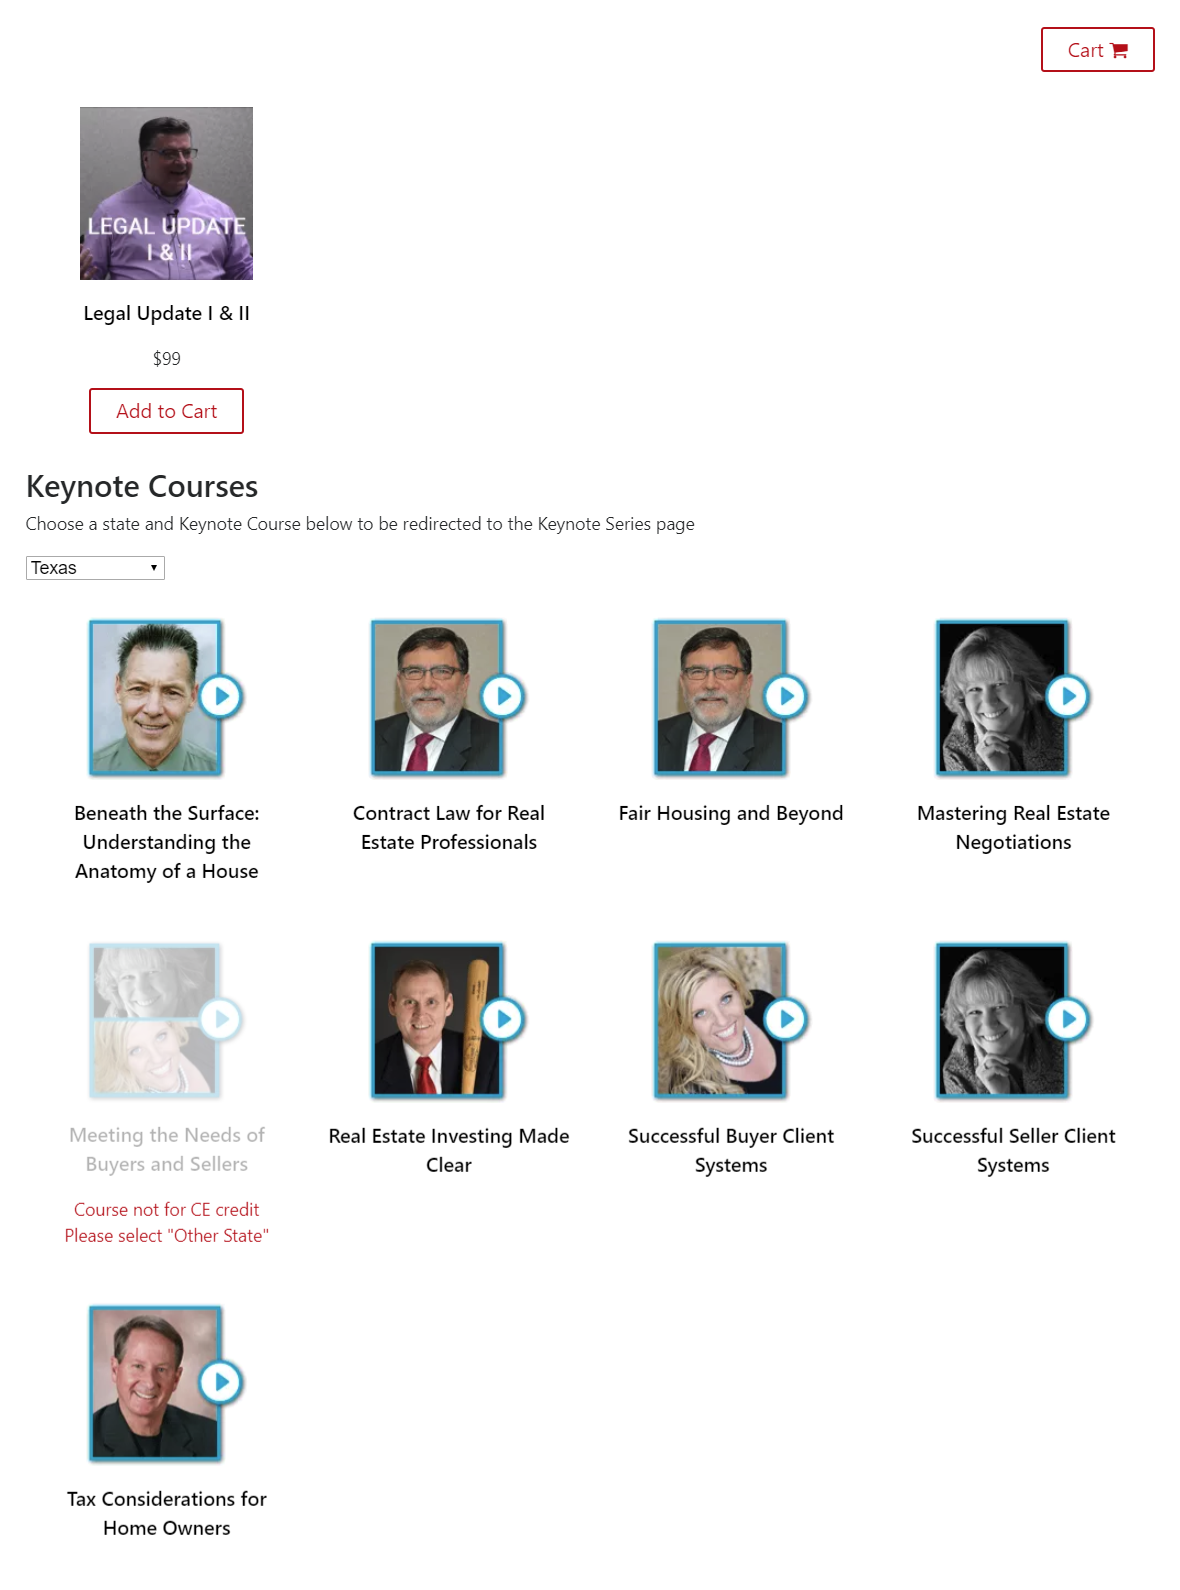 Cart
LEGAL UPDATE
I & II
Legal Update I & II
$99
Add to Cart
Keynote Courses
Choose a state and Keynote Course below to be redirected to the Keynote Series page
Texas
Beneath the Surface:
Understanding the
Anatomy of a House
Contract Law for Real
Estate Professionals
Fair Housing and Beyond
Mastering Real Estate
Negotiations
Meeting the Needs of
Buyers and Sellers
Course not for CE credit
Please select "Other State"
Real Estate Investing Made
Clear
Successful Buyer Client
Systems
Successful Seller Client
Systems
Tax Considerations for
Home Owners